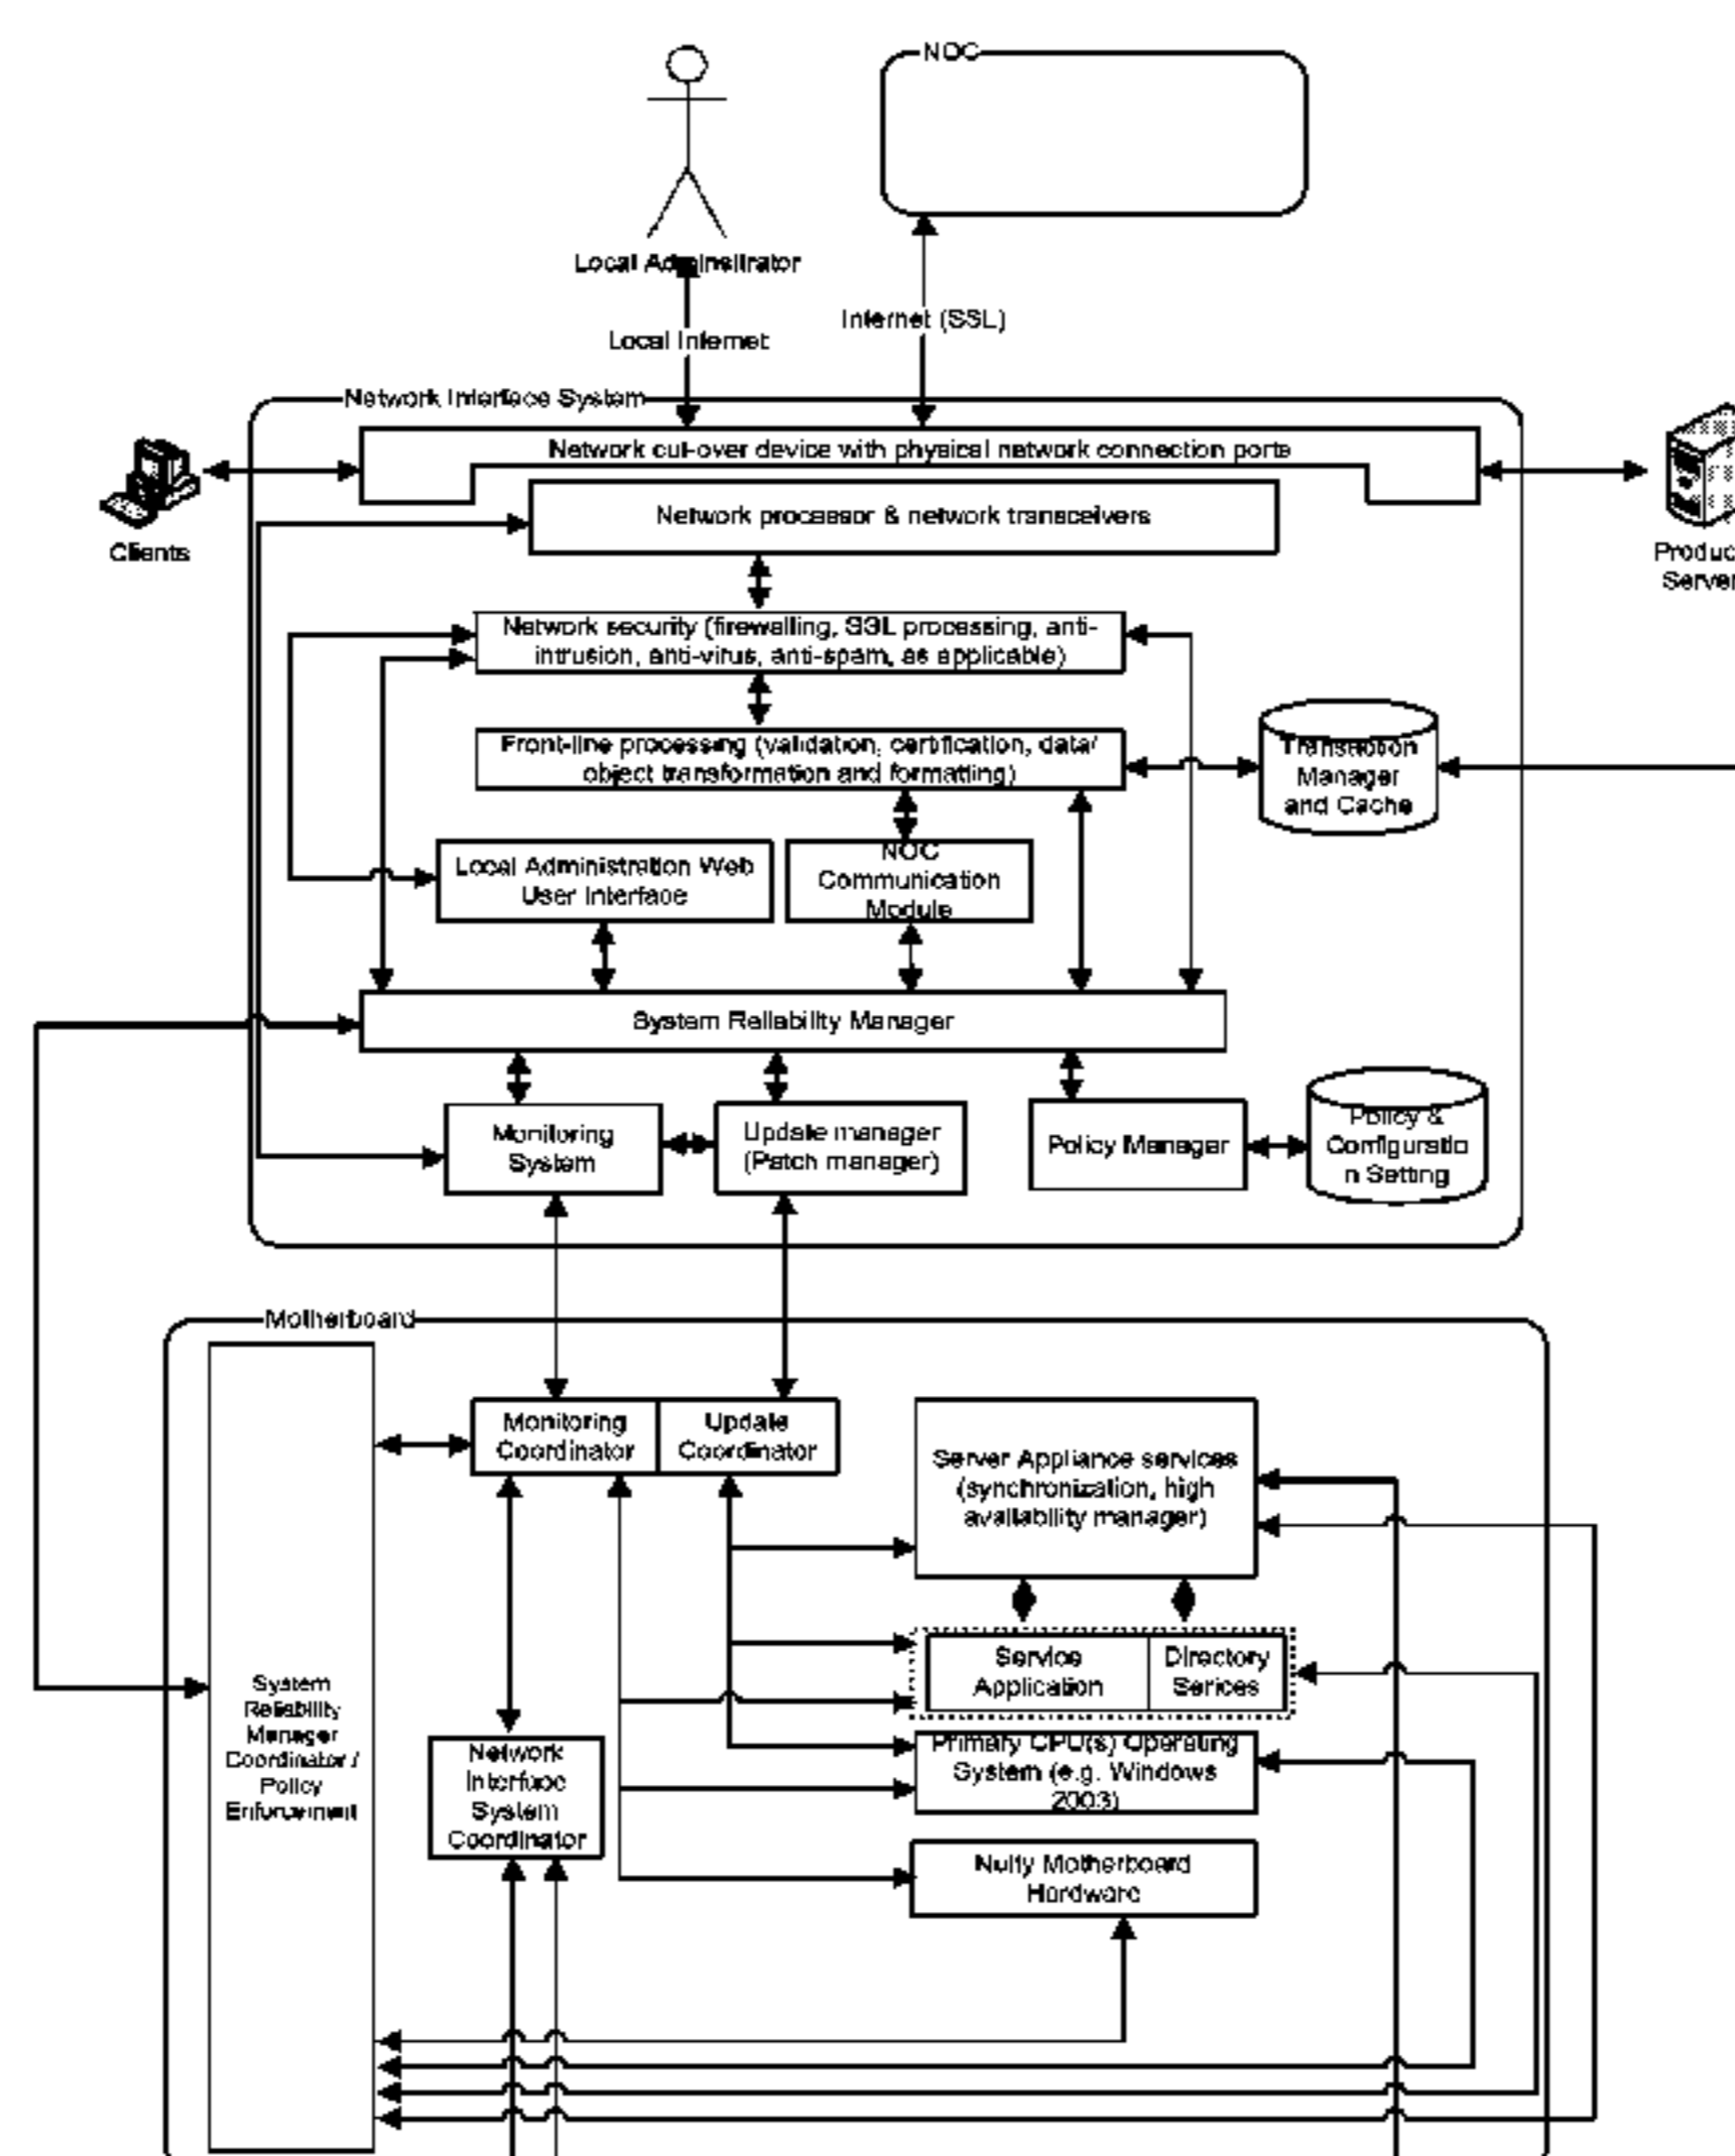 NOC
Local Adminsitrator
Internet (SSL)
Local Internet
Network Interface System
Network cut-over device with physical network connection ports
Network processor & network transceivers
Clients
Produc
Server
Network security (firewalling, SSL processing, anti-
intrusion, anti-virus, anti-spam, as applicable)
Front-line processing (validation, certification, data/
object transformation and formatting)
Transaction
Manager
and Cache
Local Administration Web
User Interface
NOC
Communication
Module
System Reliability Manager
Monitoring
System
Update manager
(Patch manager)
Policy Manager
Policy &
Configuratio
n Setting
Motherboard
Monitoring
Coordinator
Update
Coordinator
Server Appliance services
(synchronization, high
availability manager)
Service
Application
Directory
Serices
System
Reliability
Manager
Coordinator /
Policy
Enforcement
Network
Interface
System
Coordinator
Primary CPU(s) Operating
System (e.g. Windows
2003)
Motherboard
Hardware